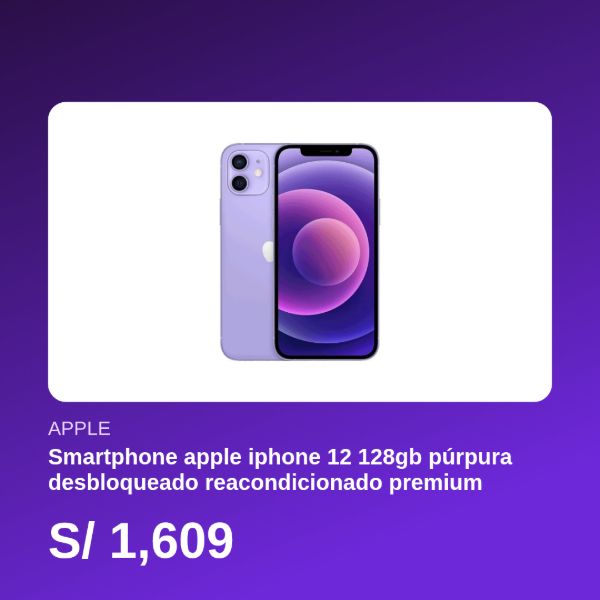 APPLE
Smartphone apple iphone 12 128gb púrpura
desbloqueado reacondicionado premium
S/ 1,609